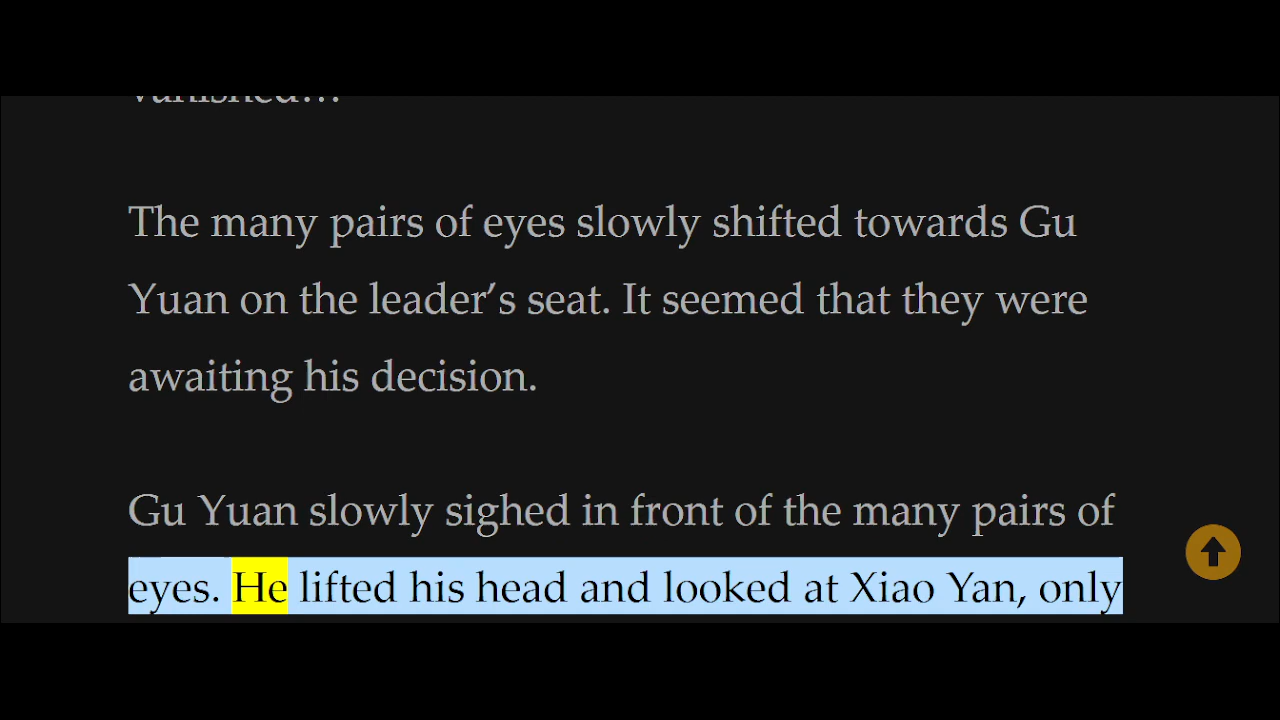 vanished…
The many pairs of eyes slowly shifted towards Gu
Yuan on the leader’s seat. It seemed that they were
awaiting his decision.
Gu Yuan slowly sighed in front of the many pairs of
eyes. He lifted his head and looked at Xiao Yan, only